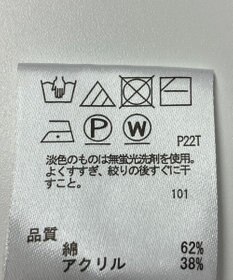 P W P22T
淡色のものは無蛍光洗剤を使用。
よくすすぎ、絞りの後すぐに干
すこと。
101
品質
綿 62%
アクリル 38%